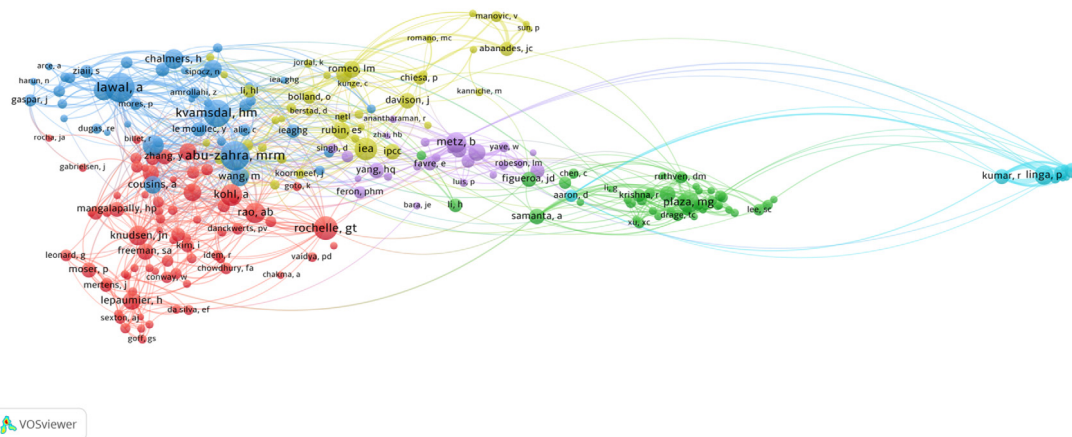 manovic, v
sun, p
romano, mc
abanades, jc
chalmers, h
arce, a
ziaii, s
sipocz, n
jordal, k
romeo, lm
harun, n
iea, ghg
kunze, c
chiesa, p
lawal, a
amrollahi, z
li, hl
kanniche, m
gaspar, j
mores, p
bolland, o
davison, j
kvamsdal, hm
berstad, d
netl
anantharaman, r
dugas, re
le moullec, y
alie, c
ieaghg
rubin, es
zhai, hb
rocha, ja
billet, r
metz, b
yave, w
singh, d
iea
ipcc
zhang, y
abu-zahra, mrm
favre, e
robeson, lm
gabrielsen, j
wang, m
koornneef, j
yang, hq
figueroa, jd
chen, c
ruthven, dm
kumar, r
linga, p
cousins, a
goto, k
luis, p
kohl, a
feron, phm
aaron, d
li, g
krishna, r
plaza, mg
mangalapally, hp
rao, ab
bara, je
li, h
samanta, a
drage, tc
lee, sc
xu, xc
danckwerts, pv
rochelle, gt
knudsen, jn
kim, i
freeman, sa
idem, r
leonard, g
vaidya, pd
moser, p
chowdhury, fa
conway, w
chakma, a
mertens, j
lepaumier, h
da silva, ef
sexton, aj
goff, gs
VOSviewer